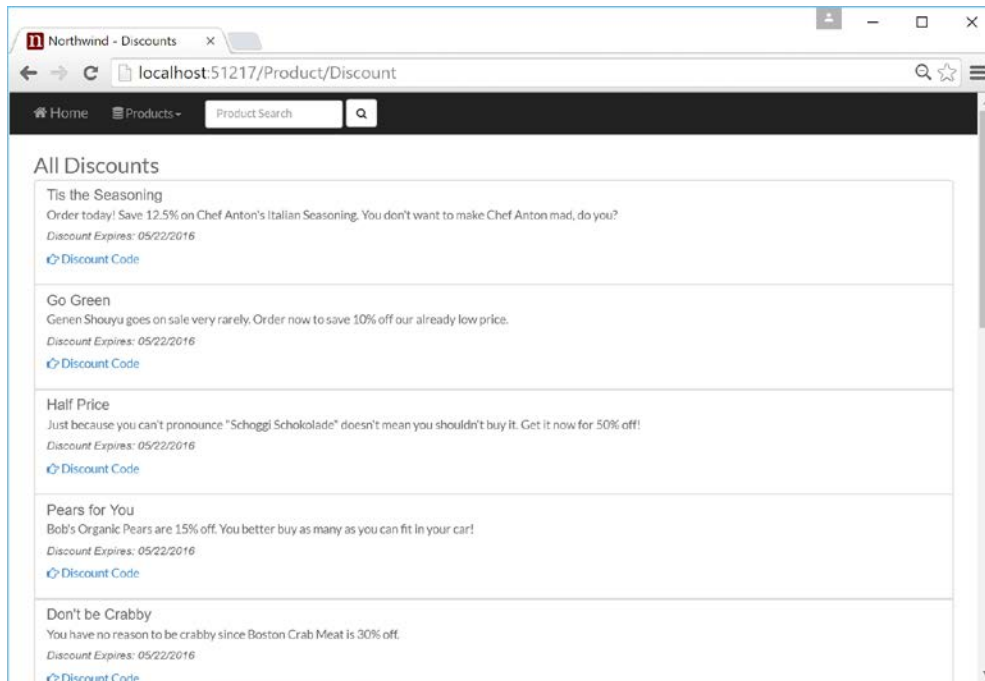 n Northwind - Discounts
localhost:51217/Product/Discount
Home Products Product Search
All Discounts
Tis the Seasoning
Order today! Save 12.5% on Chef Anton's Italian Seasoning. You don't want to make Chef Anton mad, do you?
Discount Expires: 05/22/2016
Discount Code
Go Green
Genen Shouyu goes on sale very rarely. Order now to save 10% off our already low price.
Discount Expires: 05/22/2016
Discount Code
Half Price
Just because you can't pronounce "Schoggi Schokolade" doesn't mean you shouldn't buy it. Get it now for 50% off!
Discount Expires: 05/22/2016
Discount Code
Pears for You
Bob's Organic Pears are 15% off. You better buy as many as you can fit in your car!
Discount Expires: 05/22/2016
Discount Code
Don't be Crabby
You have no reason to be crabby since Boston Crab Meat is 30% off.
Discount Expires: 05/22/2016
Discount Code